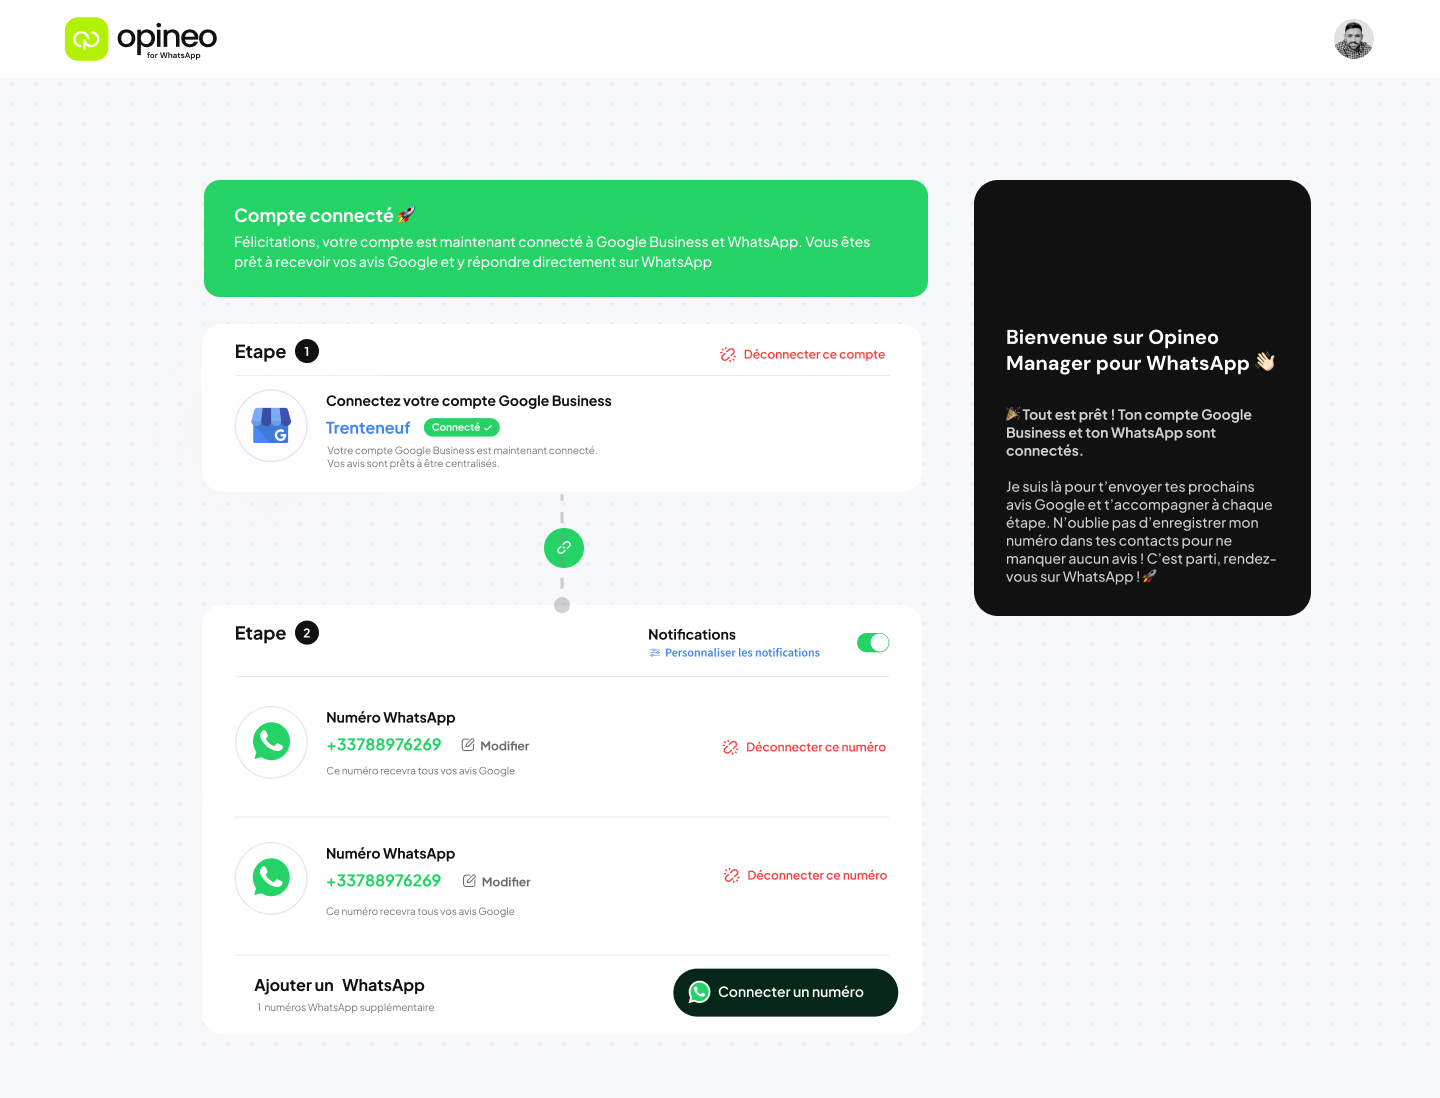 opineo
for WhatsApp
Compte connecté 🚀
Félicitations, votre compte est maintenant connecté à Google Business et WhatsApp. Vous êtes
prêt à recevoir vos avis Google et y répondre directement sur WhatsApp
Etape 1
Déconnecter ce compte
Connectez votre compte Google Business
Trenteneuf
Connecté ✓
Votre compte Google Business est maintenant connecté.
Vos avis sont prêts à être centralisés.
Etape 2
Notifications
Personnaliser les notifications
Numéro WhatsApp
+33788976269
Modifier
Ce numéro recevra tous vos avis Google
Déconnecter ce numéro
Numéro WhatsApp
+33788976269
Modifier
Ce numéro recevra tous vos avis Google
Déconnecter ce numéro
Ajouter un WhatsApp
1 numéros WhatsApp supplémentaire
Connecter un numéro
Bienvenue sur Opineo
Manager pour WhatsApp 👋🏻
🎉 Tout est prêt ! Ton compte Google
Business et ton WhatsApp sont
connectés.
Je suis là pour t’envoyer tes prochains
avis Google et t’accompagner à chaque
étape. N’oublie pas d’enregistrer mon
numéro dans tes contacts pour ne
manquer aucun avis ! C’est parti, rendez-
vous sur WhatsApp ! 🚀